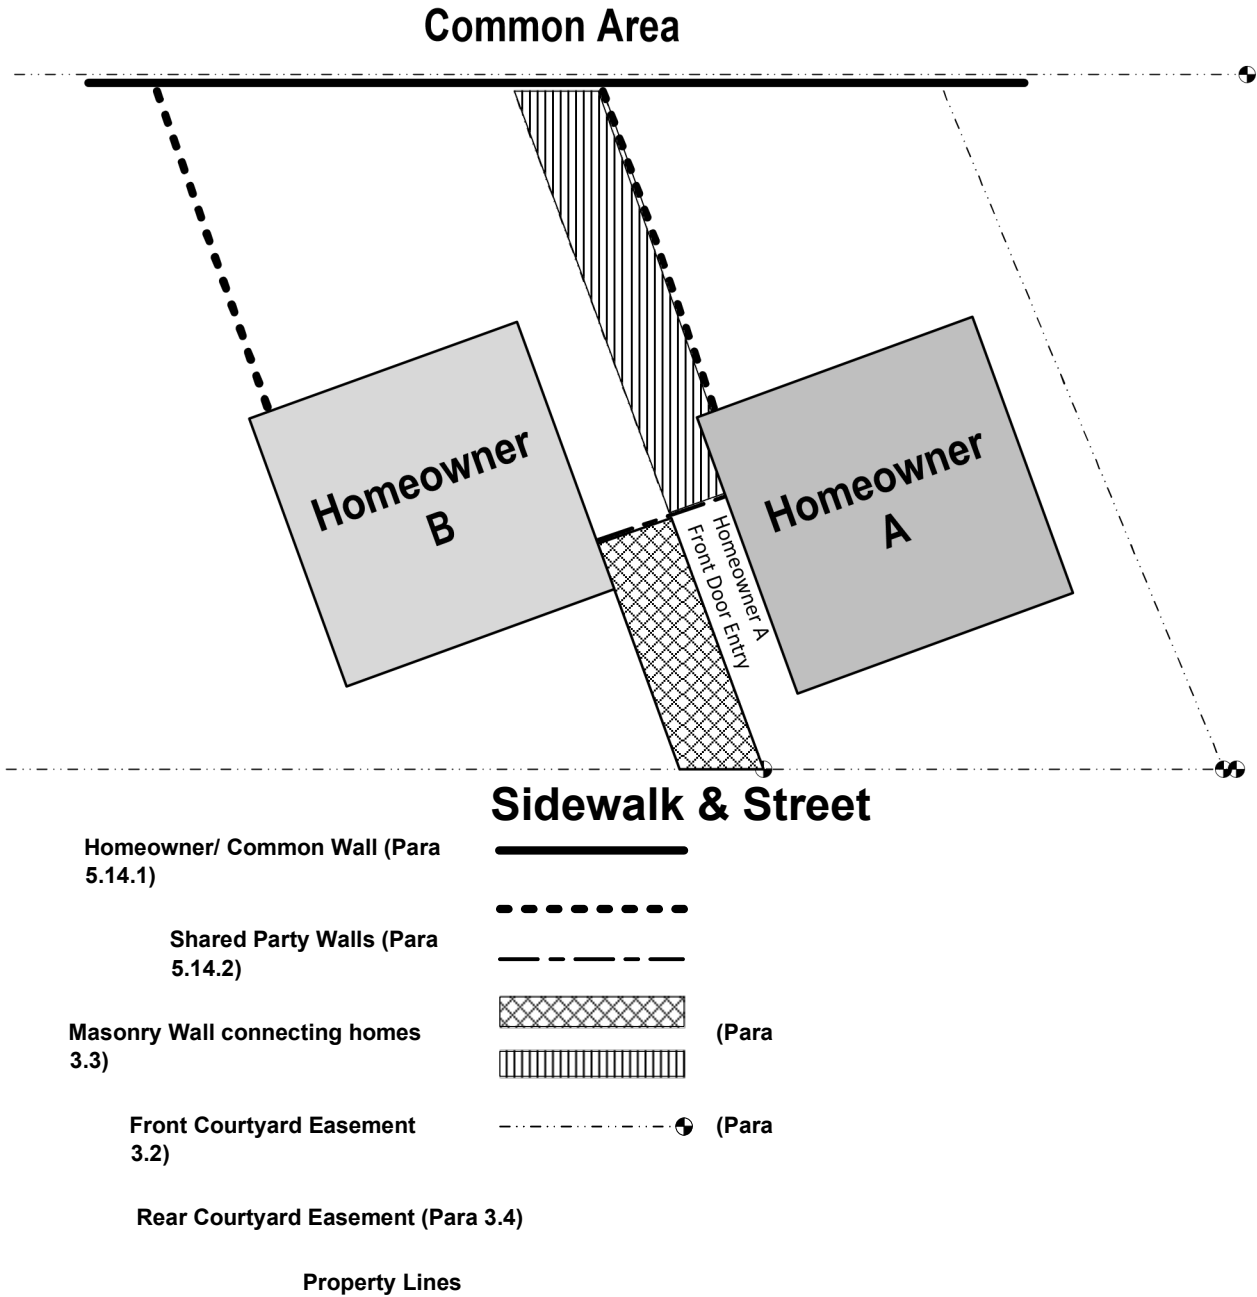 Common Area
Homeowner
B
Homeowner
A
Homeowner A
Front Door Entry
Sidewalk & Street
Homeowner/ Common Wall (Para
5.14.1)
Shared Party Walls (Para
5.14.2)
Masonry Wall connecting homes (Para
3.3)
Front Courtyard Easement (Para
3.2)
Rear Courtyard Easement (Para 3.4)
Property Lines